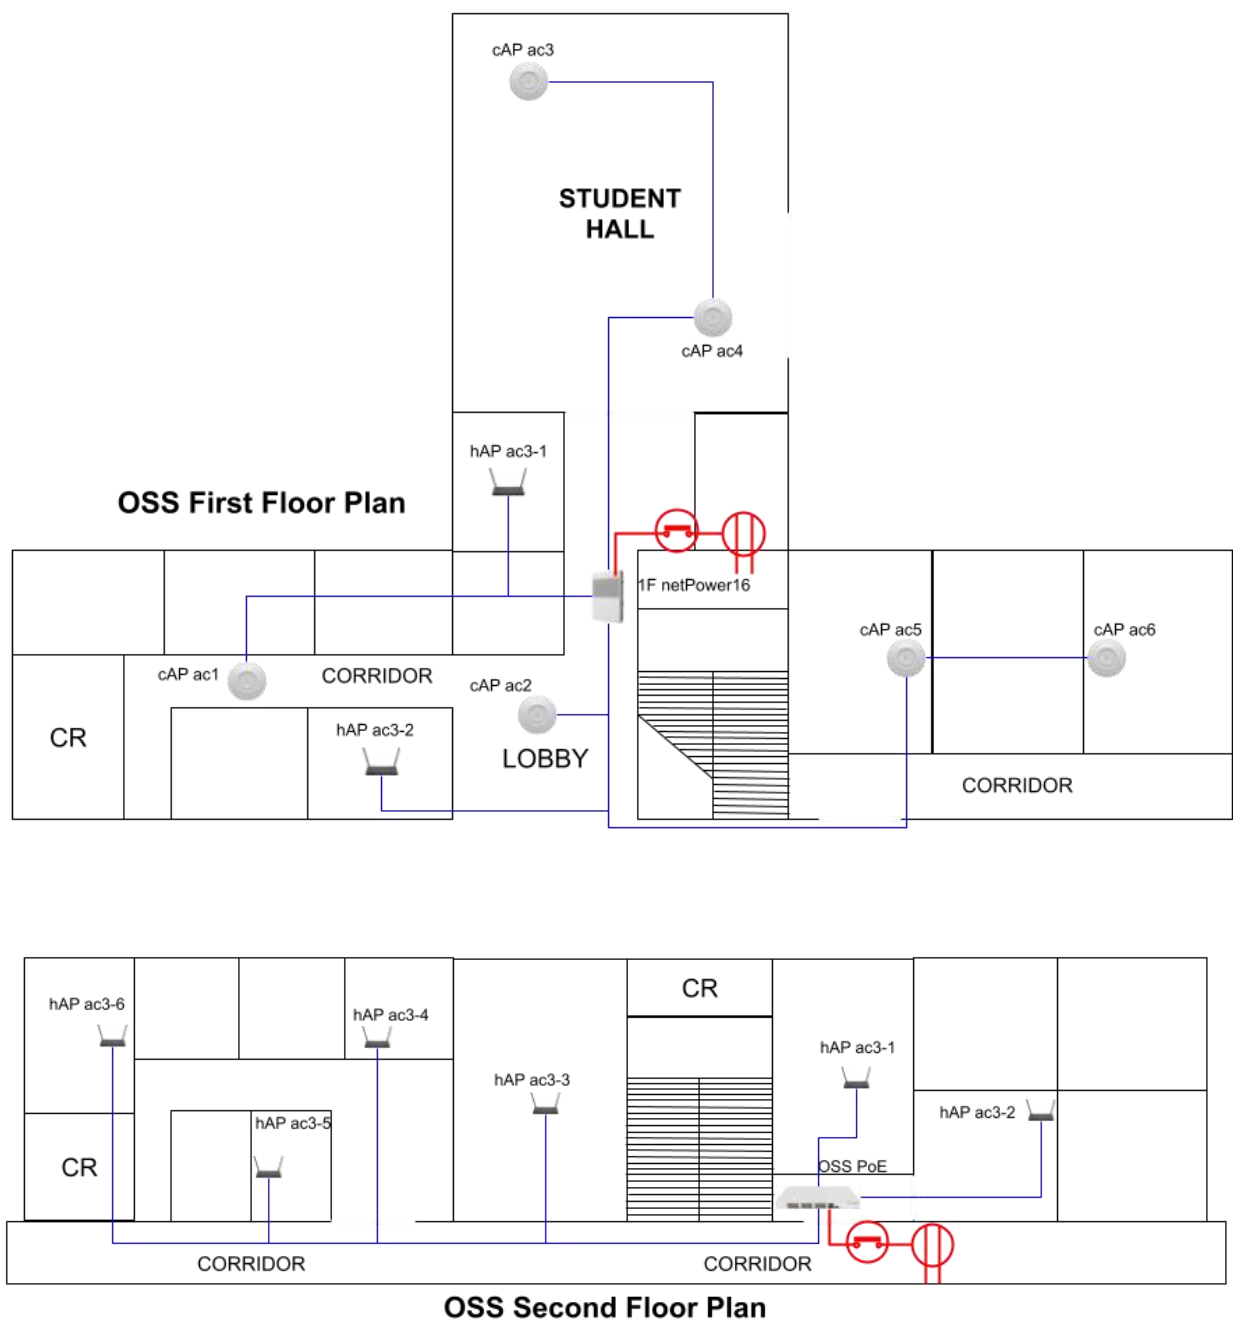 cAP ac3
STUDENT
HALL
cAP ac4
hAP ac3-1
OSS First Floor Plan
1F netPower16
cAP ac5
cAP ac6
cAP ac1
CORRIDOR
cAP ac2
hAP ac3-2
CR
LOBBY
CORRIDOR
CR
hAP ac3-6
hAP ac3-4
hAP ac3-1
hAP ac3-3
hAP ac3-2
hAP ac3-5
CR
OSS PoE
CORRIDOR
CORRIDOR
OSS Second Floor Plan